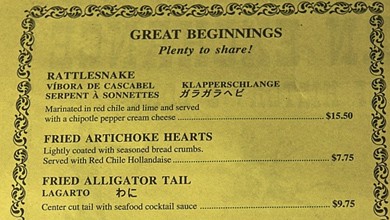 GREAT BEGINNINGS
Plenty to share!
RATTLESNAKE
VÍBORA DE CASCABEL KLAPPERSCHLANGE
SERPENT À SONNETTES ガラガラヘビ
Marinated in red chile and lime and served
with a chipotle pepper cream cheese $15.50
FRIED ARTICHOKE HEARTS
Lightly coated with seasoned bread crumbs.
Served with Red Chile Hollandaise $7.75
FRIED ALLIGATOR TAIL
LAGARTO わに
Center cut tail with seafood cocktail sauce $9.75